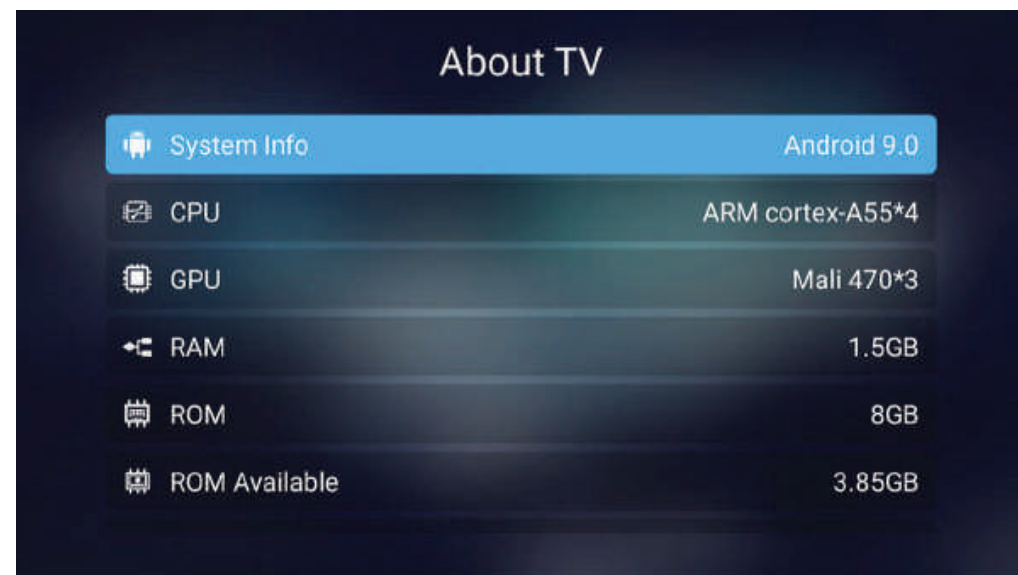 About TV
System Info Android 9.0
CPU ARM cortex-A55*4
GPU Mali 470*3
RAM 1.5GB
ROM 8GB
ROM Available 3.85GB